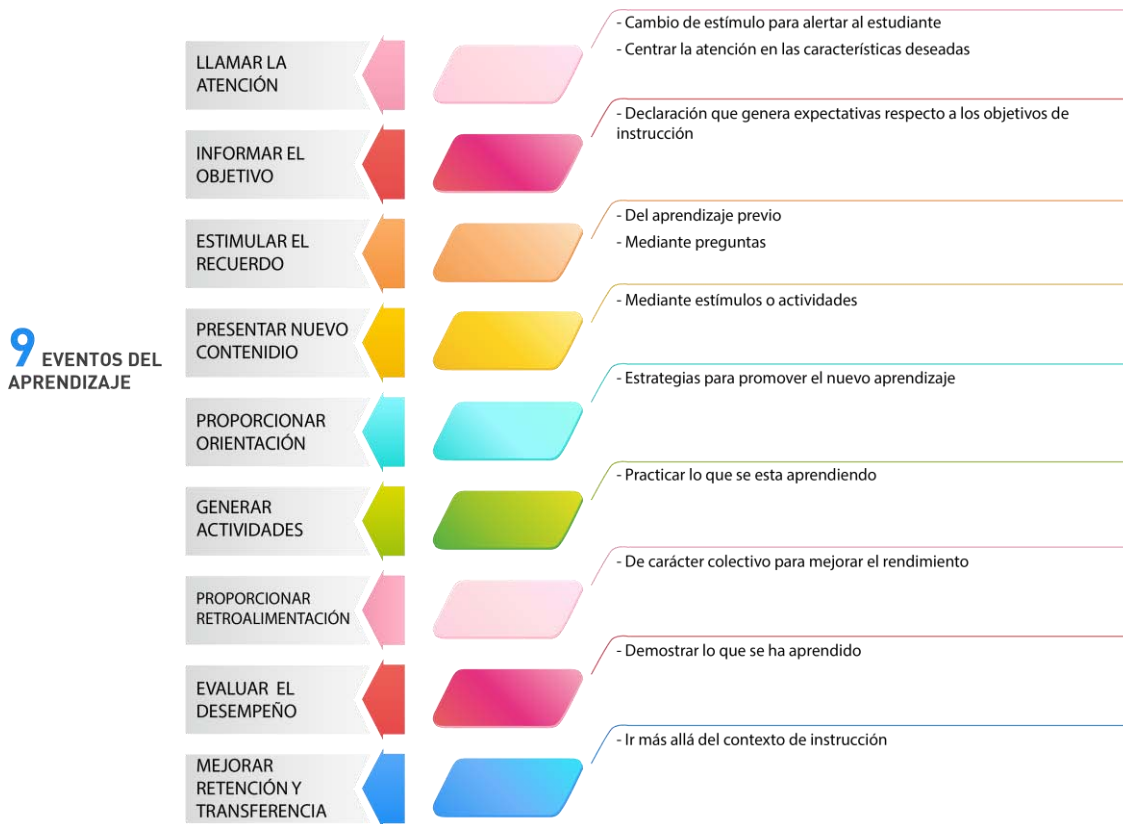 9 EVENTOS DEL
APRENDIZAJE
LLAMAR LA
ATENCIÓN
- Cambio de estímulo para alertar al estudiante
- Centrar la atención en las características deseadas
INFORMAR EL
OBJETIVO
- Declaración que genera expectativas respecto a los objetivos de
instrucción
ESTIMULAR EL
RECUERDO
- Del aprendizaje previo
- Mediante preguntas
PRESENTAR NUEVO
CONTENIDIO
- Mediante estímulos o actividades
PROPORCIONAR
ORIENTACIÓN
- Estrategias para promover el nuevo aprendizaje
GENERAR
ACTIVIDADES
- Practicar lo que se esta aprendiendo
PROPORCIONAR
RETROALIMENTACIÓN
- De carácter colectivo para mejorar el rendimiento
EVALUAR EL
DESEMPEÑO
- Demostrar lo que se ha aprendido
MEJORAR
RETENCIÓN Y
TRANSFERENCIA
- Ir más allá del contexto de instrucción